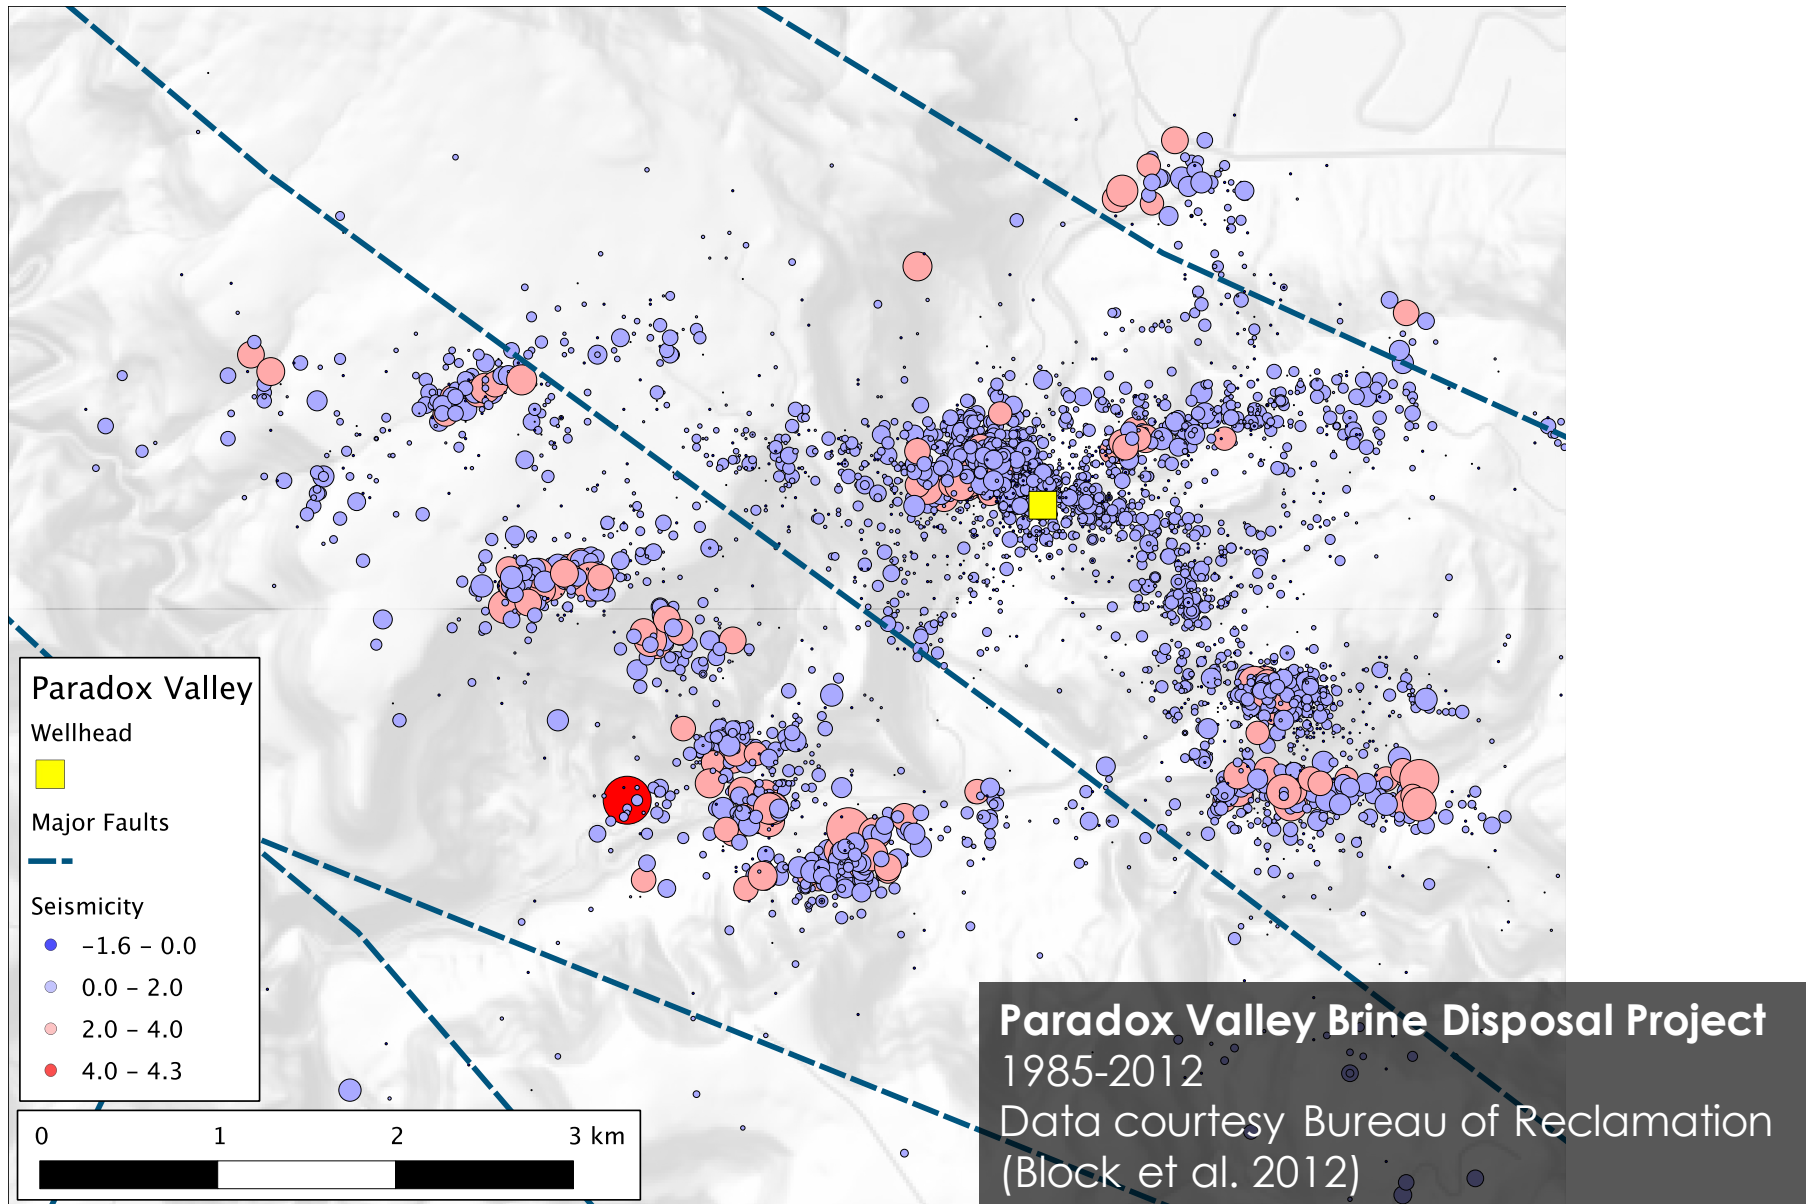 Paradox Valley
Wellhead
Major Faults
Seismicity
−1.6 – 0.0
0.0 – 2.0
2.0 – 4.0
4.0 – 4.3
0 1 2 3 km
Paradox Valley Brine Disposal Project
1985-2012
Data courtesy Bureau of Reclamation
(Block et al. 2012)